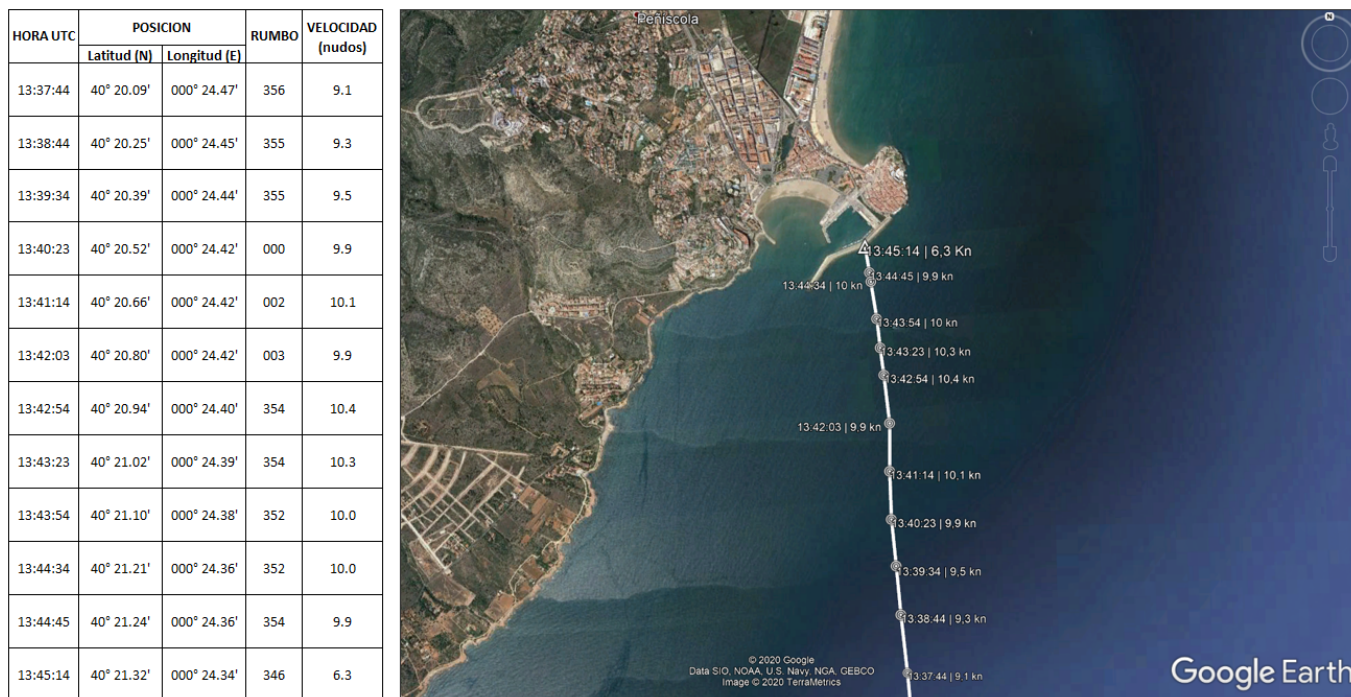 HORA UTC POSICION RUMBO VELOCIDAD (nudos)
Latitud (N) Longitud (E)
13:37:44 40° 20.09' 000° 24.47' 356 9.1
13:38:44 40° 20.25' 000° 24.45' 355 9.3
13:39:34 40° 20.39' 000° 24.44' 355 9.5
13:40:23 40° 20.52' 000° 24.42' 000 9.9
13:41:14 40° 20.66' 000° 24.42' 002 10.1
13:42:03 40° 20.80' 000° 24.42' 003 9.9
13:42:54 40° 20.94' 000° 24.40' 354 10.4
13:43:23 40° 21.02' 000° 24.39' 354 10.3
13:43:54 40° 21.10' 000° 24.38' 352 10.0
13:44:34 40° 21.21' 000° 24.36' 352 10.0
13:44:45 40° 21.24' 000° 24.36' 354 9.9
13:45:14 40° 21.32' 000° 24.34' 346 6.3
Peñíscola
N
13:45:14 | 6,3 Kn
13:44:45 | 9,9 kn
13:44:34 | 10 kn
13:43:54 | 10 kn
13:43:23 | 10,3 kn
13:42:54 | 10,4 kn
13:42:03 | 9.9 kn
13:41:14 | 10.1 kn
13:40:23 | 9,9 kn
13:39:34 | 9,5 kn
13:38:44 | 9,3 kn
13:37:44 | 9.1 kn
© 2020 Google
Data SIO, NOAA, U.S. Navy, NGA, GEBCO
Image © 2020 TerraMetrics
Google Earth